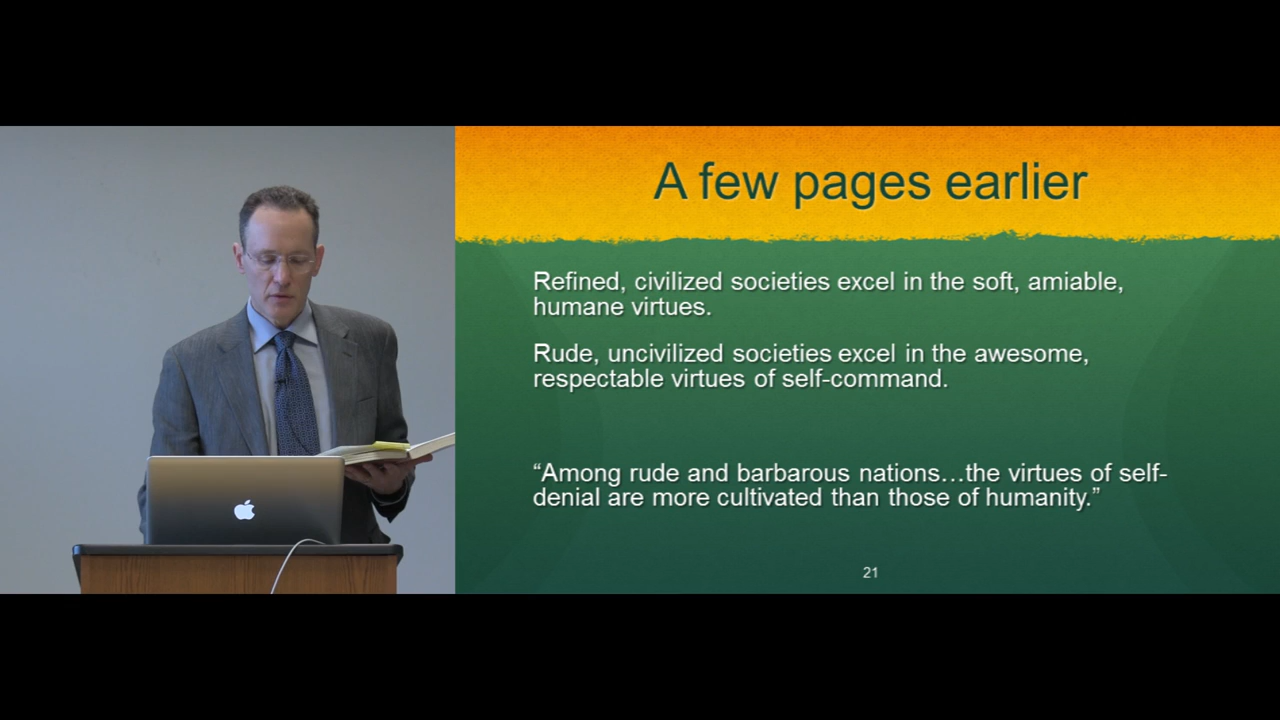 A few pages earlier
Refined, civilized societies excel in the soft, amiable,
humane virtues.
Rude, uncivilized societies excel in the awesome,
respectable virtues of self-command.
“Among rude and barbarous nations…the virtues of self-
denial are more cultivated than those of humanity.”
21